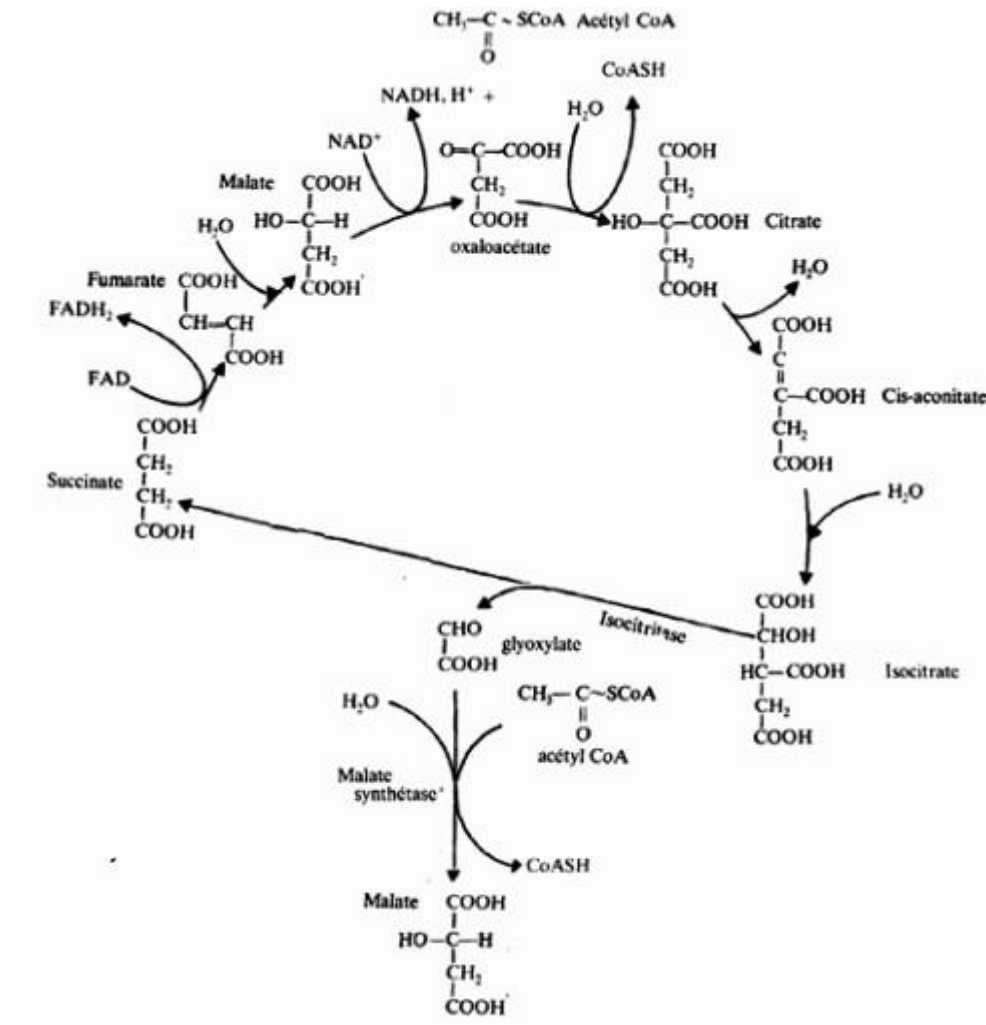 CH₃—C ~ SCoA Acétyl CoA
O
CoASH
NADH, H⁺ +
H₂O
NAD⁺
O=C—COOH
CH₂
COOH
oxaloacétate
Malate
COOH
HO—C—H
CH₂
COOH
H₂O
COOH
CH₂
HO—C—COOH
CH₂
COOH
Citrate
Fumarate
COOH
CH=CH
COOH
FADH₂
FAD
H₂O
COOH
C
C—COOH
CH₂
COOH
Cis-aconitate
Succinate
COOH
CH₂
CH₂
COOH
H₂O
Isocitritase
COOH
CHOH
HC—COOH
CH₂
COOH
Isocitrate
CHO
COOH
glyoxylate
H₂O
CH₃—C~SCoA
O
acétyl CoA
Malate
synthétase
CoASH
Malate
COOH
HO—C—H
CH₂
COOH